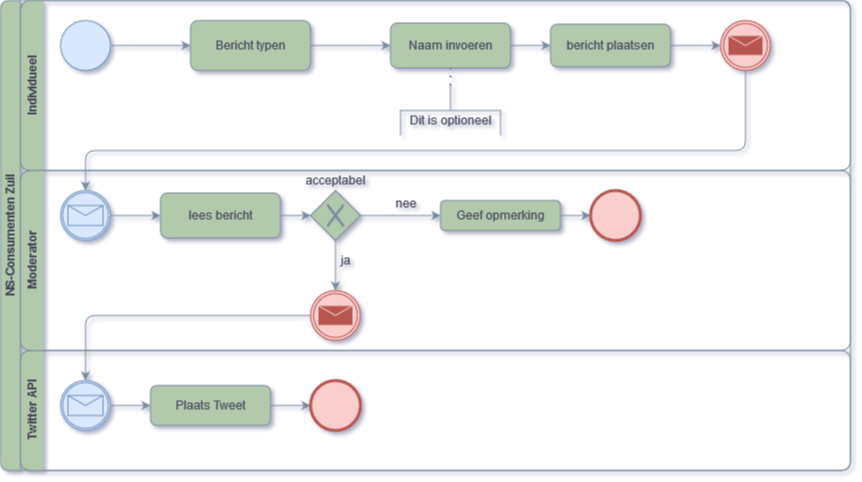 NS-Consumenten Zuil
Individueel
Bericht typen
Naam invoeren
bericht plaatsen
Dit is optioneel
Moderator
lees bericht
acceptabel
nee
Geef opmerking
ja
Twitter API
Plaats Tweet